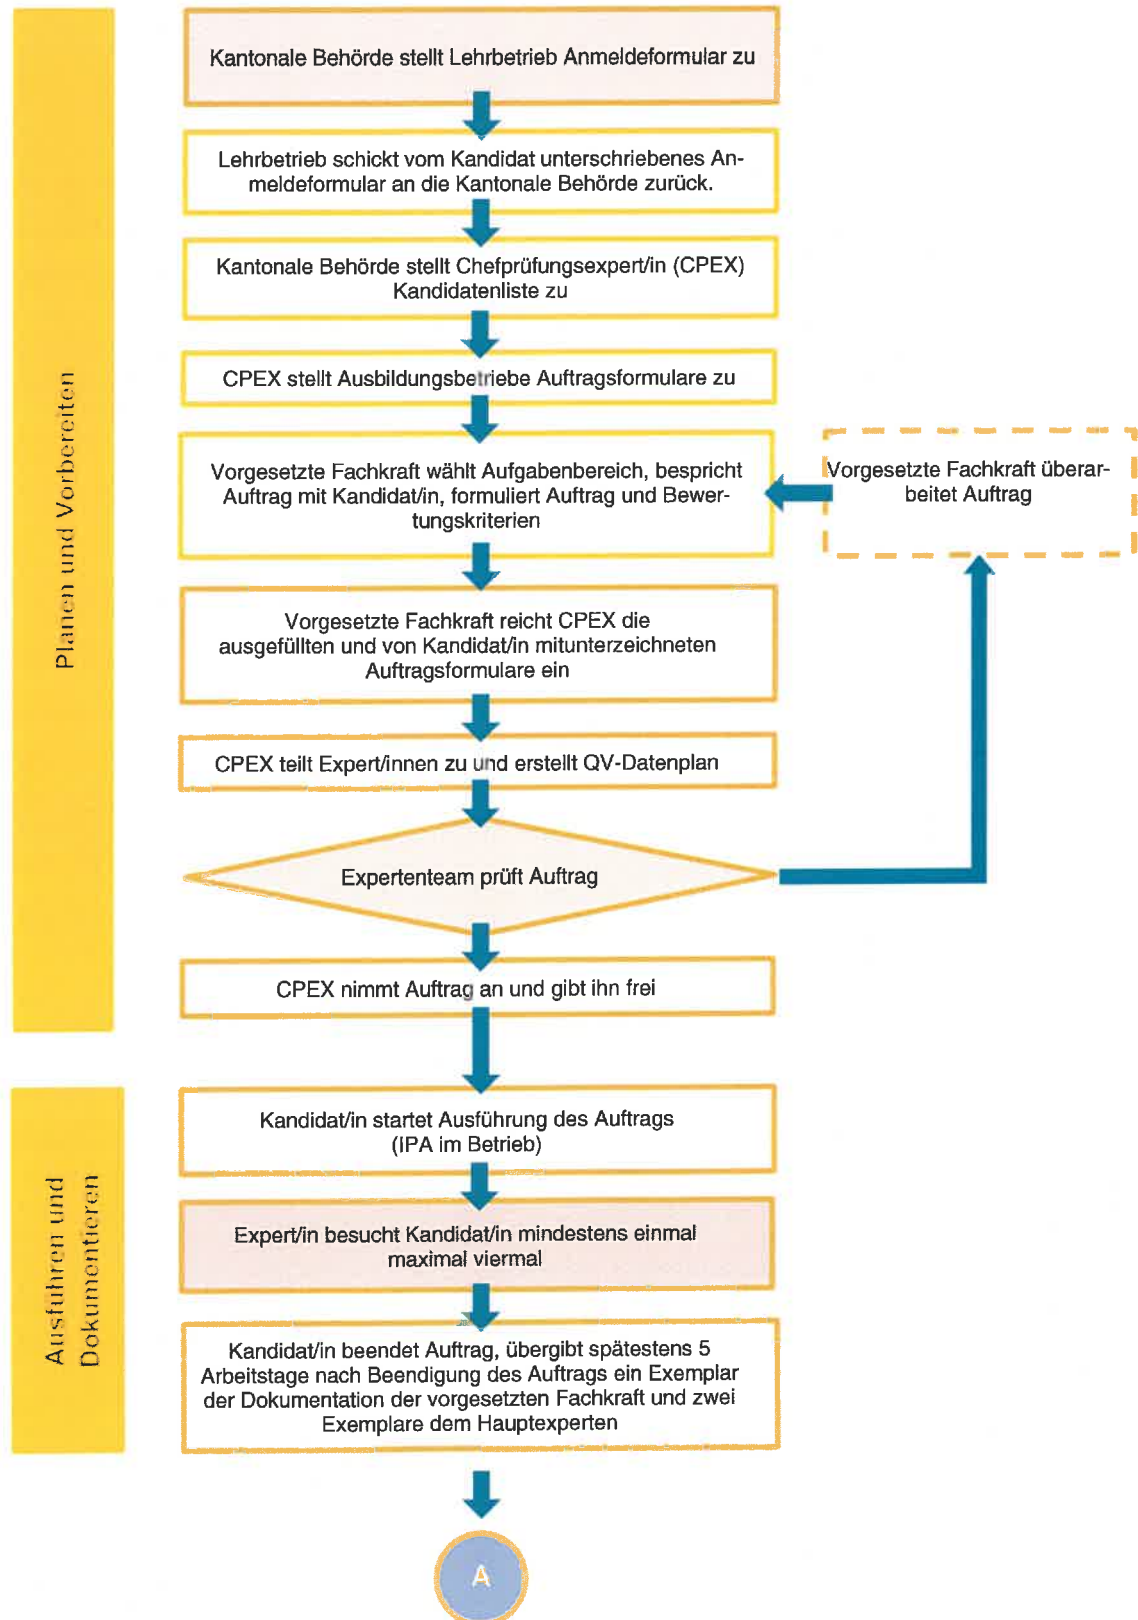 Planen und Vorbereiten
Kantonale Behörde stellt Lehrbetrieb Anmeldeformular zu
Lehrbetrieb schickt vom Kandidat unterschriebenes An-
meldeformular an die Kantonale Behörde zurück.
Kantonale Behörde stellt Chefprüfungsexpert/in (CPEX)
Kandidatenliste zu
CPEX stellt Ausbildungsbetriebe Auftragsformulare zu
Vorgesetzte Fachkraft wählt Aufgabenbereich, bespricht
Auftrag mit Kandidat/in, formuliert Auftrag und Bewer-
tungskriterien
Vorgesetzte Fachkraft überar-
beitet Auftrag
Vorgesetzte Fachkraft reicht CPEX die
ausgefüllten und von Kandidat/in mitunterzeichneten
Auftragsformulare ein
CPEX teilt Expert/innen zu und erstellt QV-Datenplan
Expertenteam prüft Auftrag
CPEX nimmt Auftrag an und gibt ihn frei
Ausführen und
Dokumentieren
Kandidat/in startet Ausführung des Auftrags
(IPA im Betrieb)
Expert/in besucht Kandidat/in mindestens einmal
maximal viermal
Kandidat/in beendet Auftrag, übergibt spätestens 5
Arbeitstage nach Beendigung des Auftrags ein Exemplar
der Dokumentation der vorgesetzten Fachkraft und zwei
Exemplare dem Hauptexperten
A